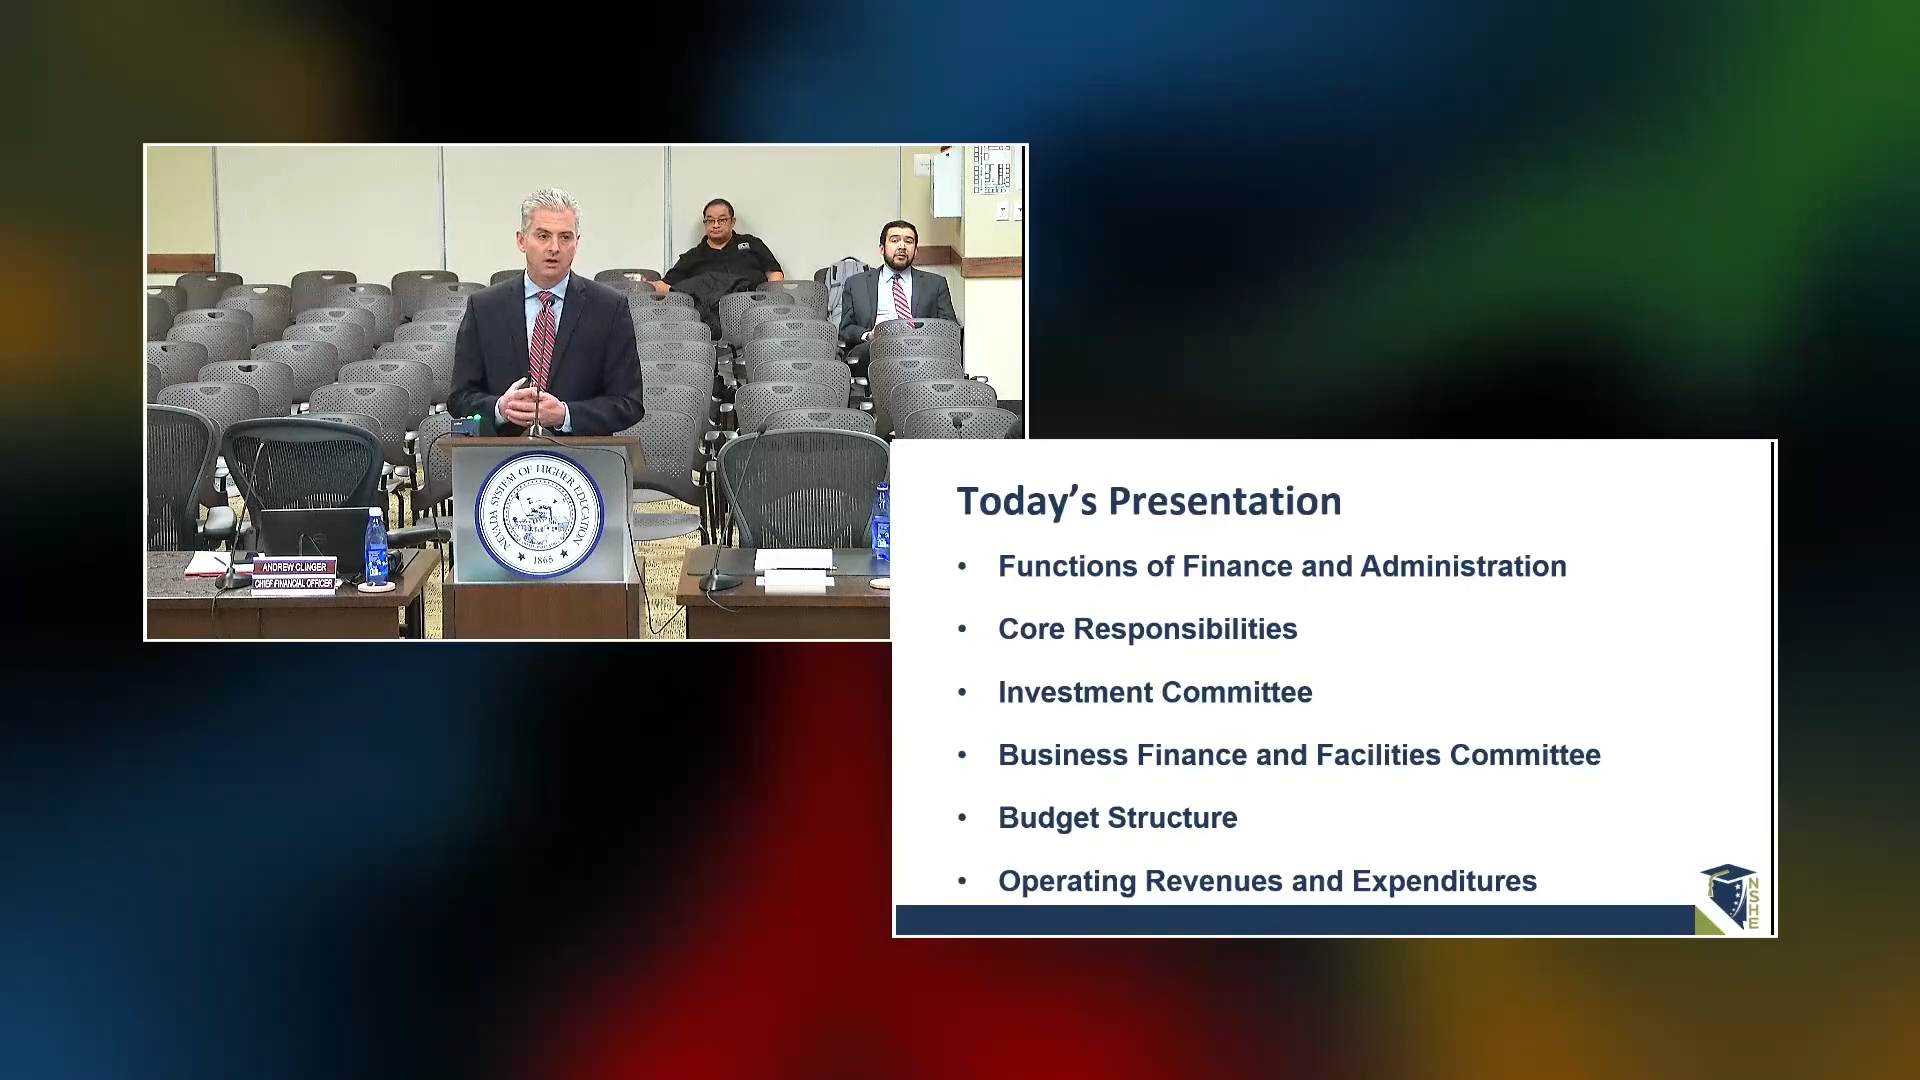 NEVADA SYSTEM OF HIGHER EDUCATION
1865
ANDREW CLINGER
CHIEF FINANCIAL OFFICER
Today’s Presentation
• Functions of Finance and Administration
• Core Responsibilities
• Investment Committee
• Business Finance and Facilities Committee
• Budget Structure
• Operating Revenues and Expenditures
NSHE